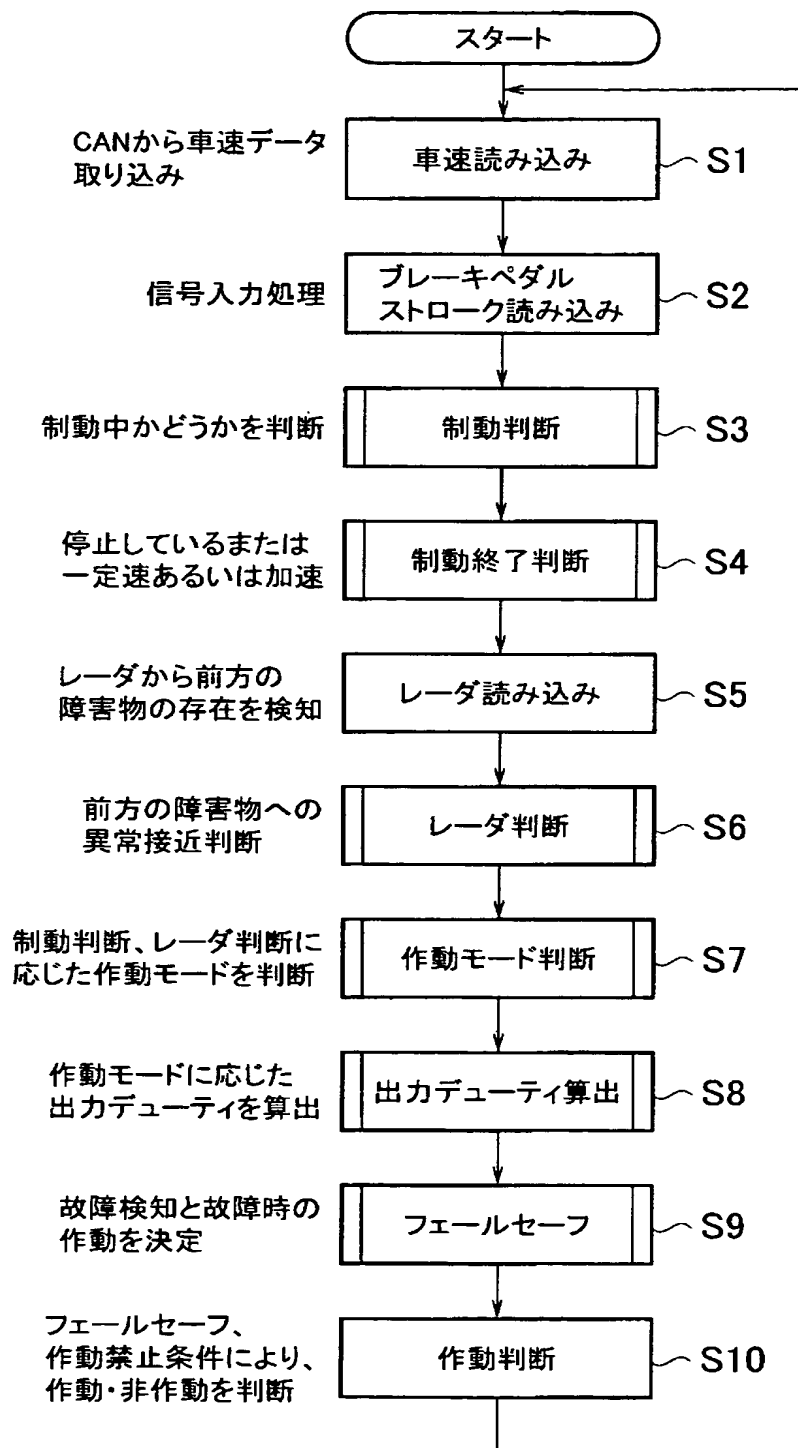 スタート
CANから車速データ
取り込み
車速読み込み
S1
信号入力処理
ブレーキペダル
ストローク読み込み
S2
制動中かどうかを判断
制動判断
S3
停止しているまたは
一定速あるいは加速
制動終了判断
S4
レーダから前方の
障害物の存在を検知
レーダ読み込み
S5
前方の障害物への
異常接近判断
レーダ判断
S6
制動判断、レーダ判断に
応じた作動モードを判断
作動モード判断
S7
作動モードに応じた
出力デューティを算出
出力デューティ算出
S8
故障検知と故障時の
作動を決定
フェールセーフ
S9
フェールセーフ、
作動禁止条件により、
作動・非作動を判断
作動判断
S10